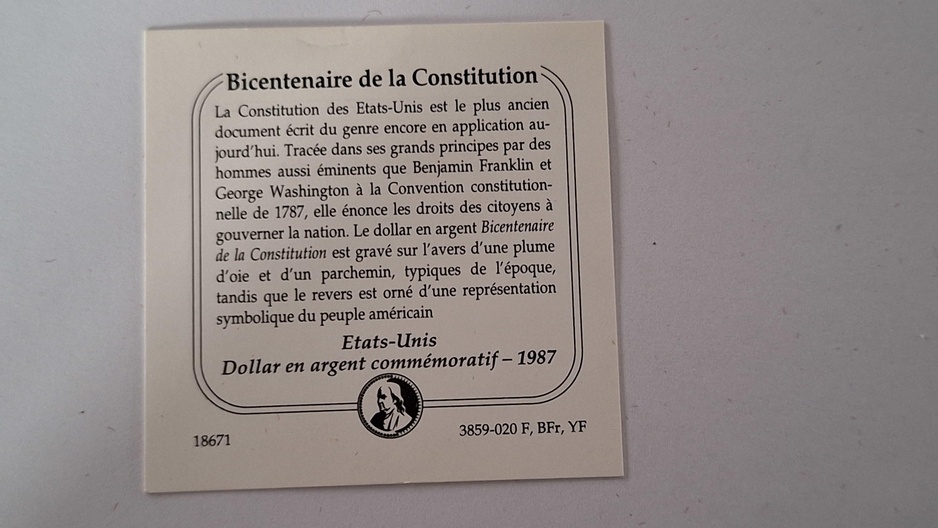 Bicentenaire de la Constitution
La Constitution des Etats-Unis est le plus ancien
document écrit du genre encore en application au-
jourd'hui. Tracée dans ses grands principes par des
hommes aussi éminents que Benjamin Franklin et
George Washington à la Convention constitution-
nelle de 1787, elle énonce les droits des citoyens à
gouverner la nation. Le dollar en argent Bicentenaire
de la Constitution est gravé sur l'avers d'une plume
d'oie et d'un parchemin, typiques de l'époque,
tandis que le revers est orné d'une représentation
symbolique du peuple américain
Etats-Unis
Dollar en argent commémoratif – 1987
18671
3859-020 F, BFr, YF